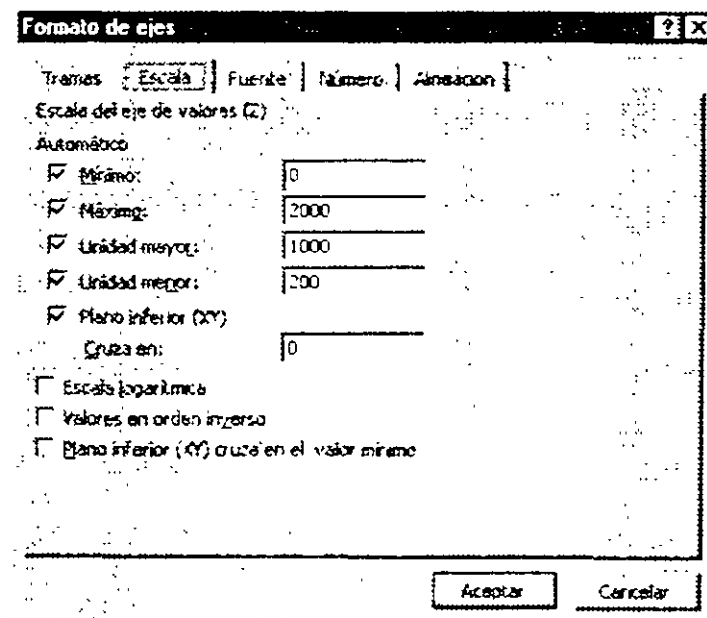 Formato de ejes ? X
Tramas Escala Fuente Número Alineación
Escala del eje de valores (Z)
Automático
Mínimo: 0
Máximo: 2000
Unidad mayor: 1000
Unidad menor: 200
Plano inferior (XY)
Cruza en: 0
Escala logarítmica
Valores en orden inverso
Plano inferior (XY) cruza en el valor mínimo
Aceptar Cancelar